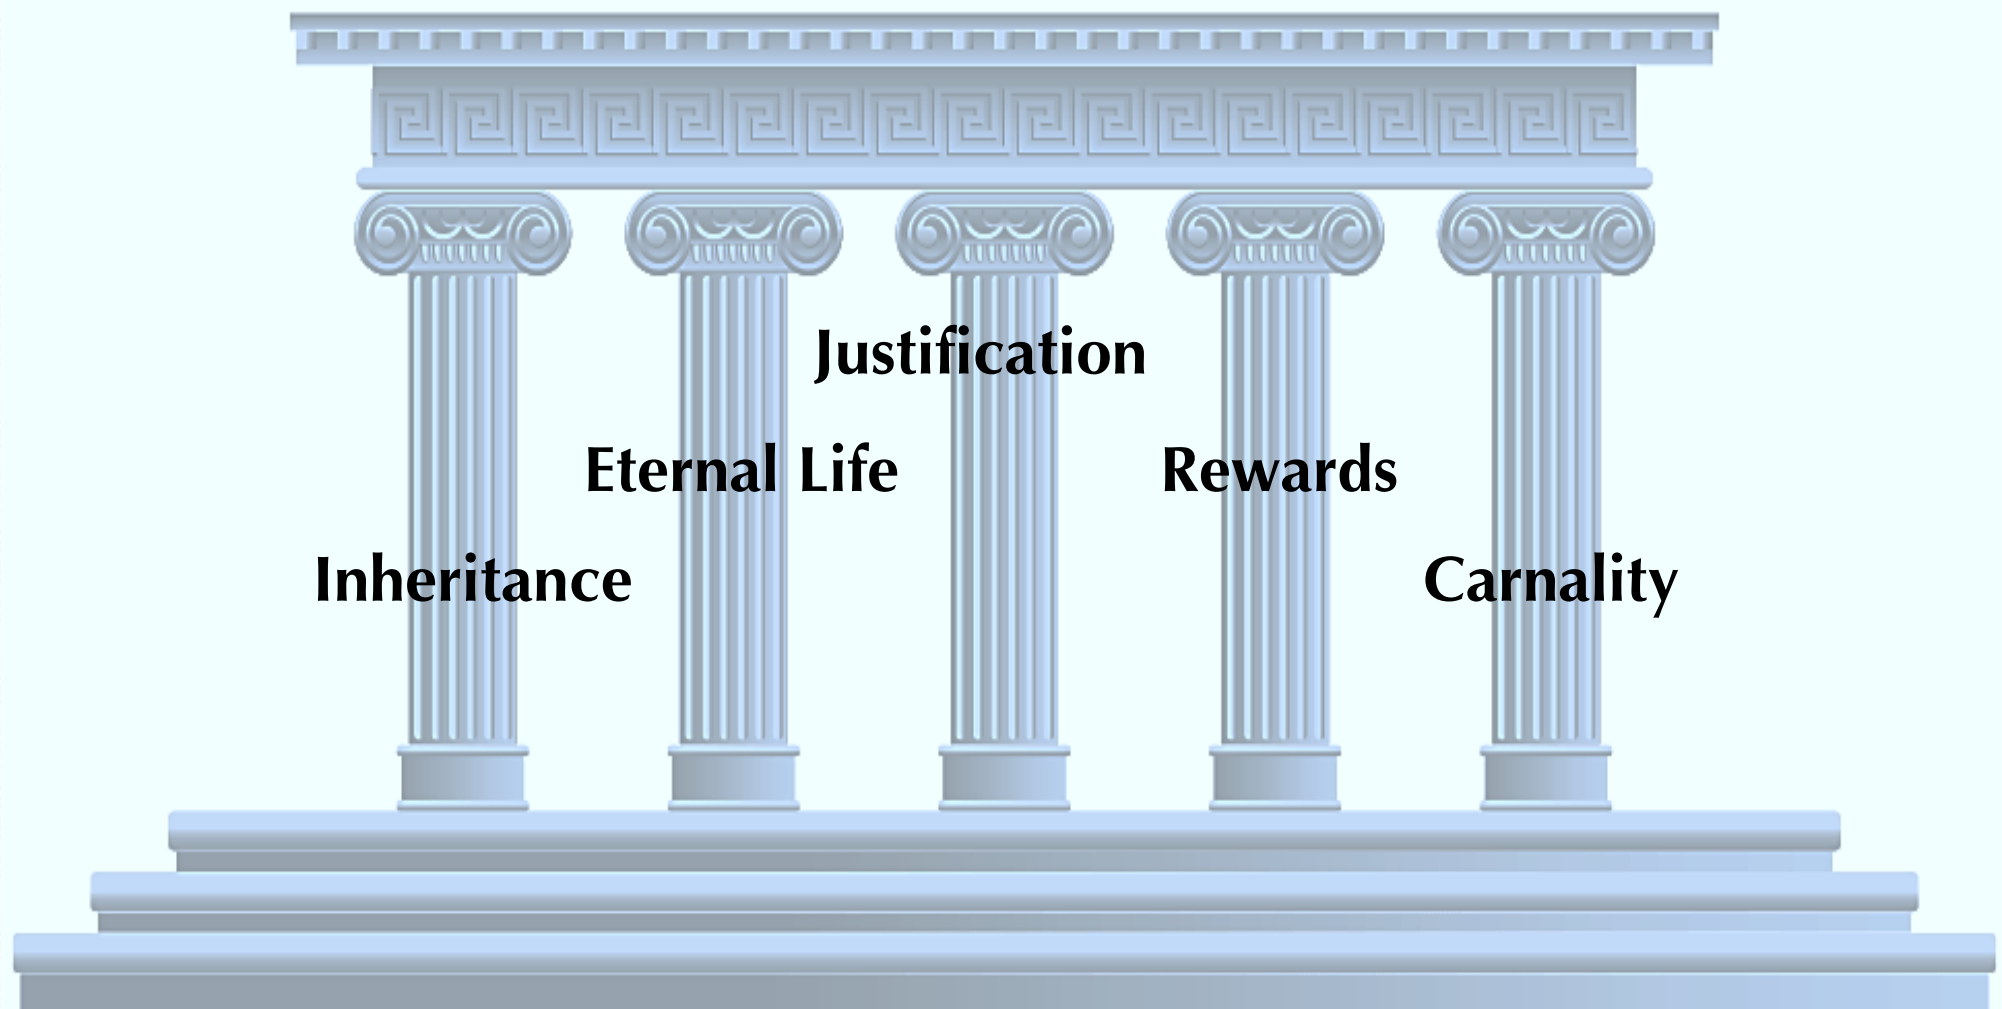 Justification
Eternal Life
Rewards
Inheritance
Carnality